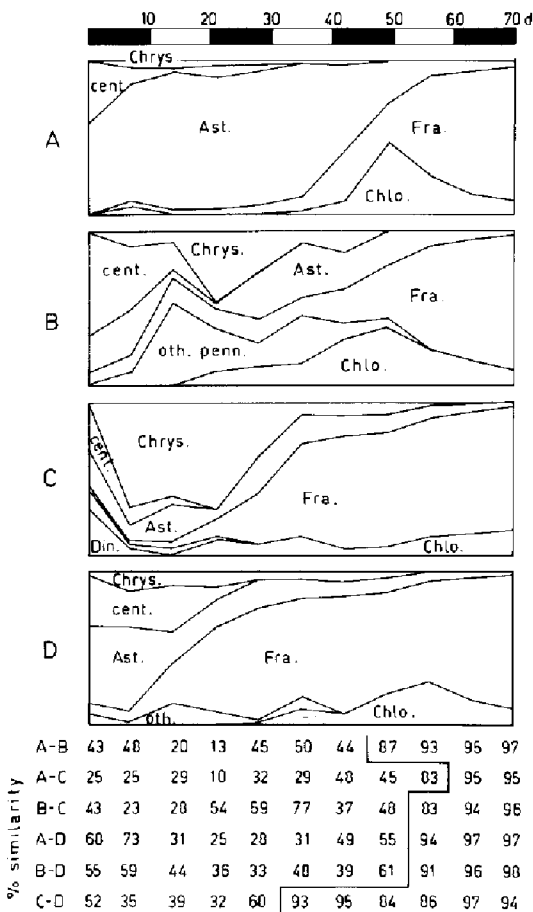 10 20 30 40 50 60 70 d
Chrys.
cent.
Ast.
Fra.
A
Chlo.
Chrys.
cent.
Ast.
Fra.
B
oth. penn.
Chlo.
Chrys.
cent.
C
Fra.
Ast.
Din.
Chlo.
Chrys.
cent.
D
Ast.
Fra.
Chlo.
oth.
% similarity
A-B 43 48 20 13 45 50 44 87 93 96 97
A-C 25 25 29 10 32 29 48 45 83 95 95
B-C 43 23 28 54 59 77 37 48 83 94 96
A-D 60 73 31 25 28 31 49 55 94 97 97
B-D 55 59 44 36 33 40 39 61 91 96 98
C-D 52 35 39 32 60 93 95 84 86 97 94